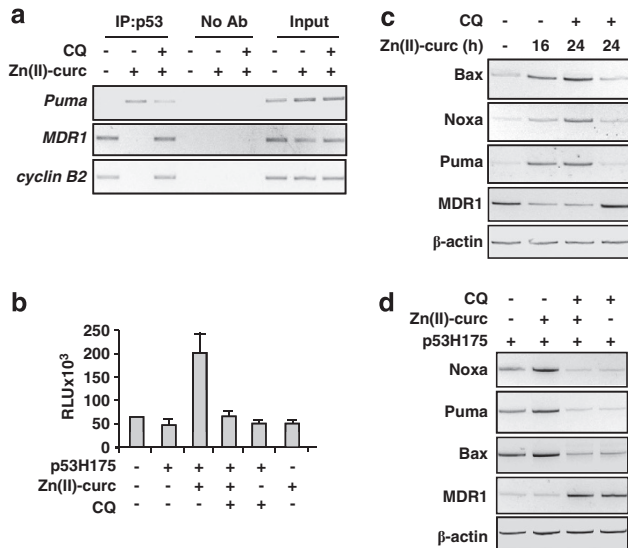 a
IP:p53 No Ab Input
CQ - - + - - + - - +
Zn(II)-curc - + + - + + - + +
Puma
MDR1
cyclin B2
b
RLUx10³
250
200
150
100
50
0
p53H175 - + + + + -
Zn(II)-curc - - + + - +
CQ - - - + + -
c
CQ - - + +
Zn(II)-curc (h) - 16 24 24
Bax
Noxa
Puma
MDR1
β-actin
d
CQ - - + +
Zn(II)-curc - + + -
p53H175 + + + +
Noxa
Puma
Bax
MDR1
β-actin